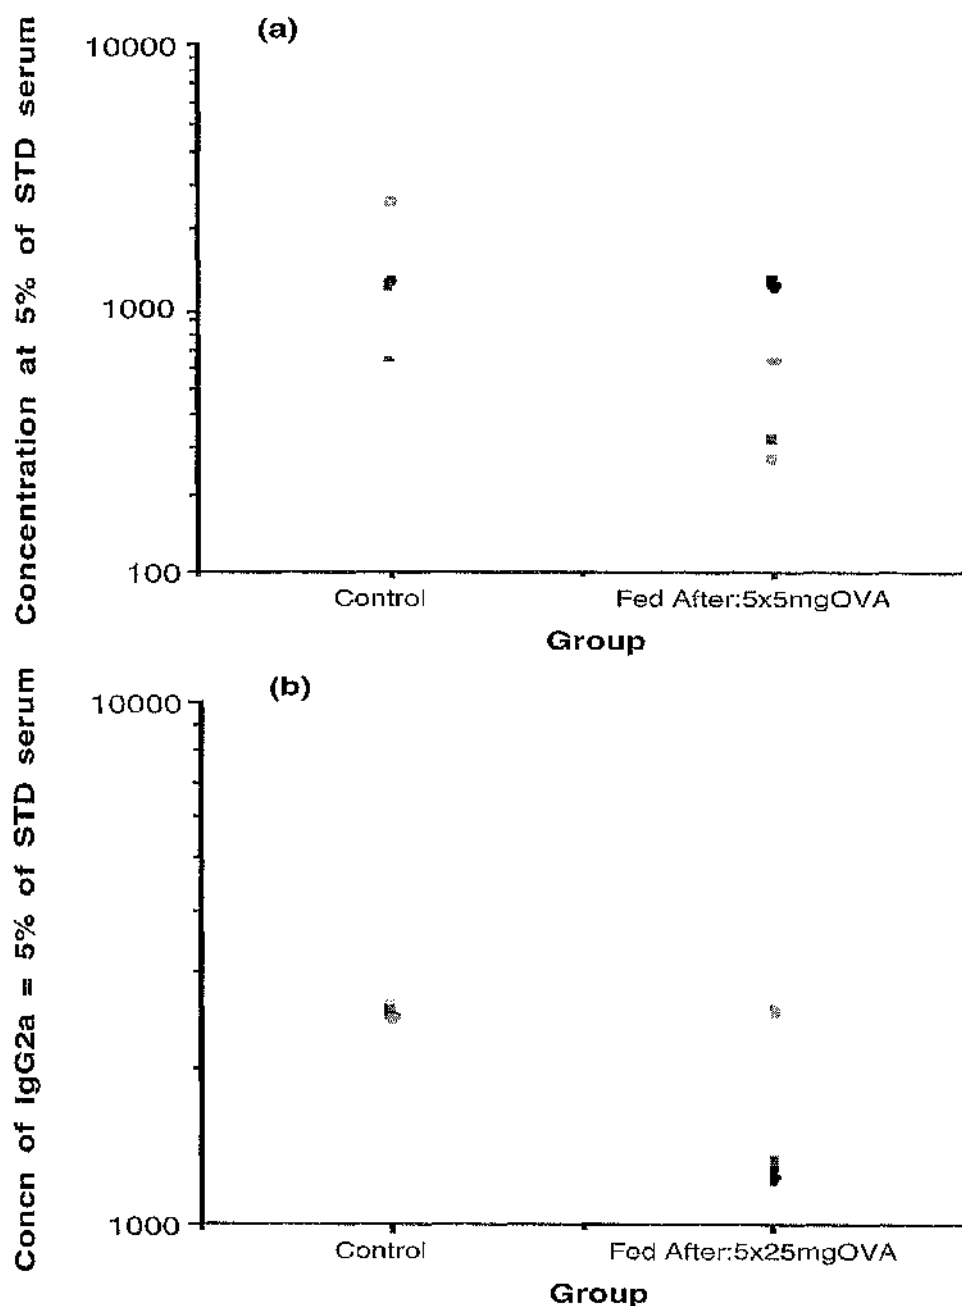 (a)
Concentration at 5% of STD serum
10000
1000
100
Control
Fed After:5x5mgOVA
Group
(b)
Concn of IgG2a = 5% of STD serum
10000
1000
Control
Fed After:5x25mgOVA
Group